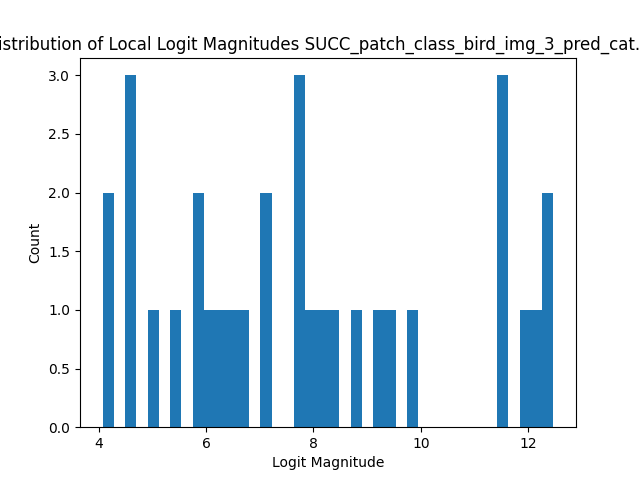 istribution of Local Logit Magnitudes SUCC_patch_class_bird_img_3_pred_cat.
3.0
2.5
2.0
1.5
1.0
0.5
0.0
Count
4 6 8 10 12
Logit Magnitude